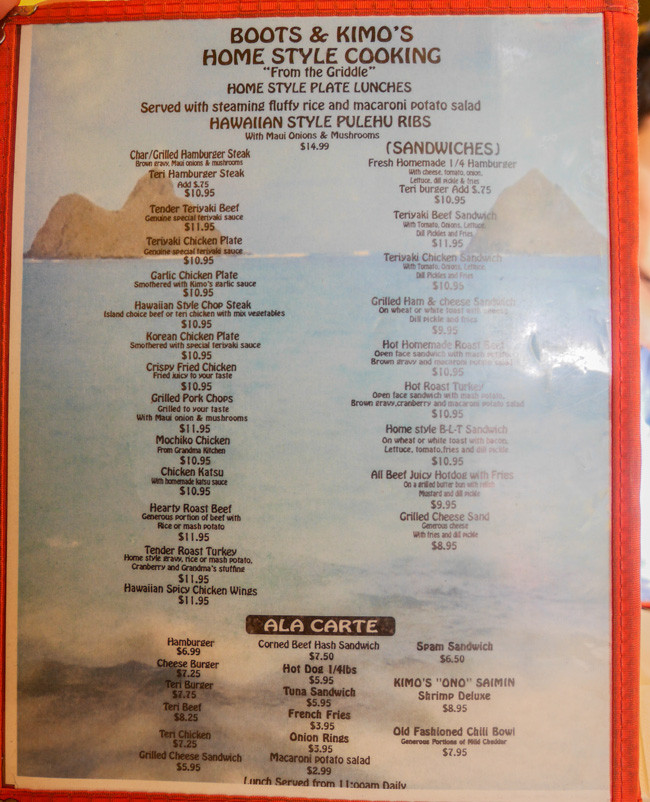 BOOTS & KIMO'S
HOME STYLE COOKING
"From the Griddle"
HOME STYLE PLATE LUNCHES
Served with steaming fluffy rice and macaroni potato salad
HAWAIIAN STYLE PULEHU RIBS
With Maui Onions & Mushrooms
$14.99
Char/Grilled Hamburger Steak
Brown gravy, Maui onions & mushrooms
Teri Hamburger Steak
Add $.75
$10.95
Tender Teriyaki Beef
Genuine special teriyaki sauce
$11.95
Teriyaki Chicken Plate
Genuine special teriyaki sauce
$10.95
Garlic Chicken Plate
Smothered with Kimo's garlic sauce
$10.95
Hawaiian Style Chop Steak
Island choice beef or teri chicken with mix vegetables
$10.95
Korean Chicken Plate
Smothered with special teriyaki sauce
$10.95
Crispy Fried Chicken
Fried juicy to your taste
$10.95
Grilled Pork Chops
Grilled to your taste
With Maui onion & mushrooms
$11.95
Mochiko Chicken
From Grandma Kitchen
$10.95
Chicken Katsu
With homemade katsu sauce
$10.95
Hearty Roast Beef
Generous portion of beef with
Rice or mash potato
$11.95
Tender Roast Turkey
Home style gravy, rice or mash potato,
Cranberry and Grandma's stuffing
$11.95
Hawaiian Spicy Chicken Wings
$11.95
(SANDWICHES)
Fresh Homemade 1/4 Hamburger
With cheese, tomato, onion,
Lettuce, dill pickle & fries
Teri burger Add $.75
$10.95
Teriyaki Beef Sandwich
With Tomato, Onions, Lettuce,
Dill Pickles and Fries
$11.95
Teriyaki Chicken Sandwich
With Tomato, Onions, Lettuce,
Dill Pickles and Fries
$10.95
Grilled Ham & cheese Sandwich
On wheat or white toast with
Dill pickle and fries
$9.95
Hot Homemade Roast Beef
Open face sandwich with mash potato,
Brown gravy and macaroni potato salad
$10.95
Hot Roast Turkey
Open face sandwich with mash potato,
Brown gravy,cranberry and macaroni potato salad
$10.95
Home style B-L-T Sandwich
On wheat or white toast with bacon,
Lettuce, tomato,fries and dill pickle
$10.95
All Beef Juicy Hotdog with Fries
On a grilled butter bun with relish
Mustard and dill pickle
$9.95
Grilled Cheese Sand
Generous cheese
With fries and dill pickle
$8.95
ALA CARTE
Hamburger
$6.99
Cheese Burger
$7.25
Teri Burger
$7.75
Teri Beef
$8.25
Teri Chicken
$7.25
Grilled Cheese Sandwich
$5.95
Corned Beef Hash Sandwich
$7.50
Hot Dog 1/4lbs
$5.95
Tuna Sandwich
$5.95
French Fries
$3.95
Onion Rings
$3.95
Macaroni potato salad
$2.99
Spam Sandwich
$6.50
KIMO'S "ONO" SAIMIN
Shrimp Deluxe
$8.95
Old Fashioned Chili Bowl
Generous Portions of Mild Cheddar
$7.95
Lunch Served from 11:00am Daily